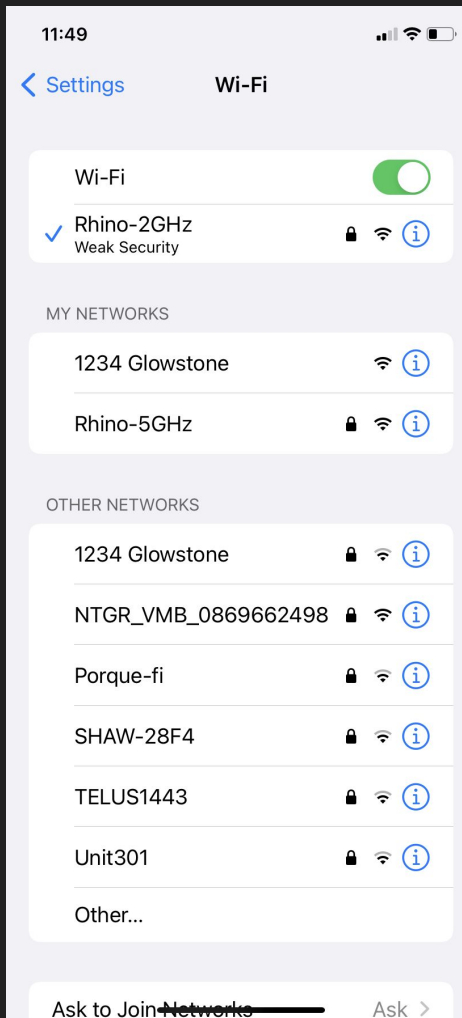 11:49
Settings
Wi-Fi
Wi-Fi
Rhino-2GHz
Weak Security
MY NETWORKS
1234 Glowstone
Rhino-5GHz
OTHER NETWORKS
1234 Glowstone
NTGR_VMB_0869662498
Porque-fi
SHAW-28F4
TELUS1443
Unit301
Other...
Ask to Join Networks Ask